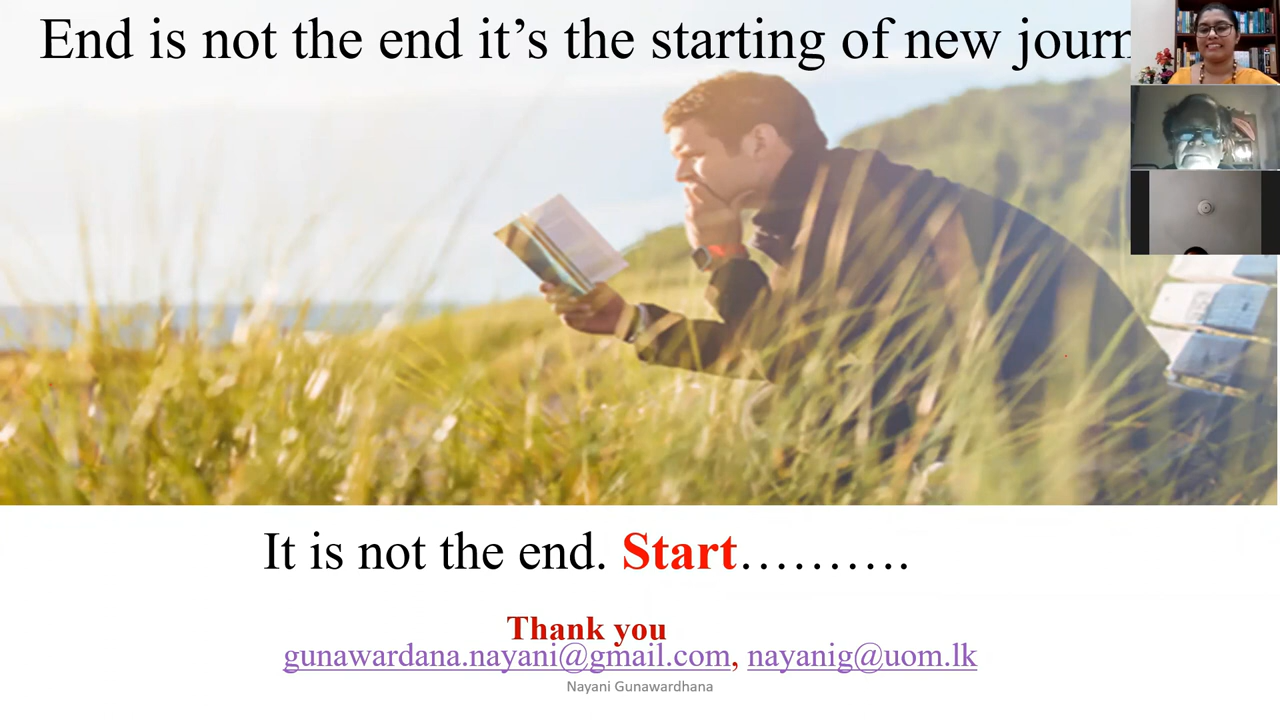 End is not the end it’s the starting of new journ
It is not the end. Start……….
Thank you
gunawardana.nayani@gmail.com, nayanig@uom.lk
Nayani Gunawardhana